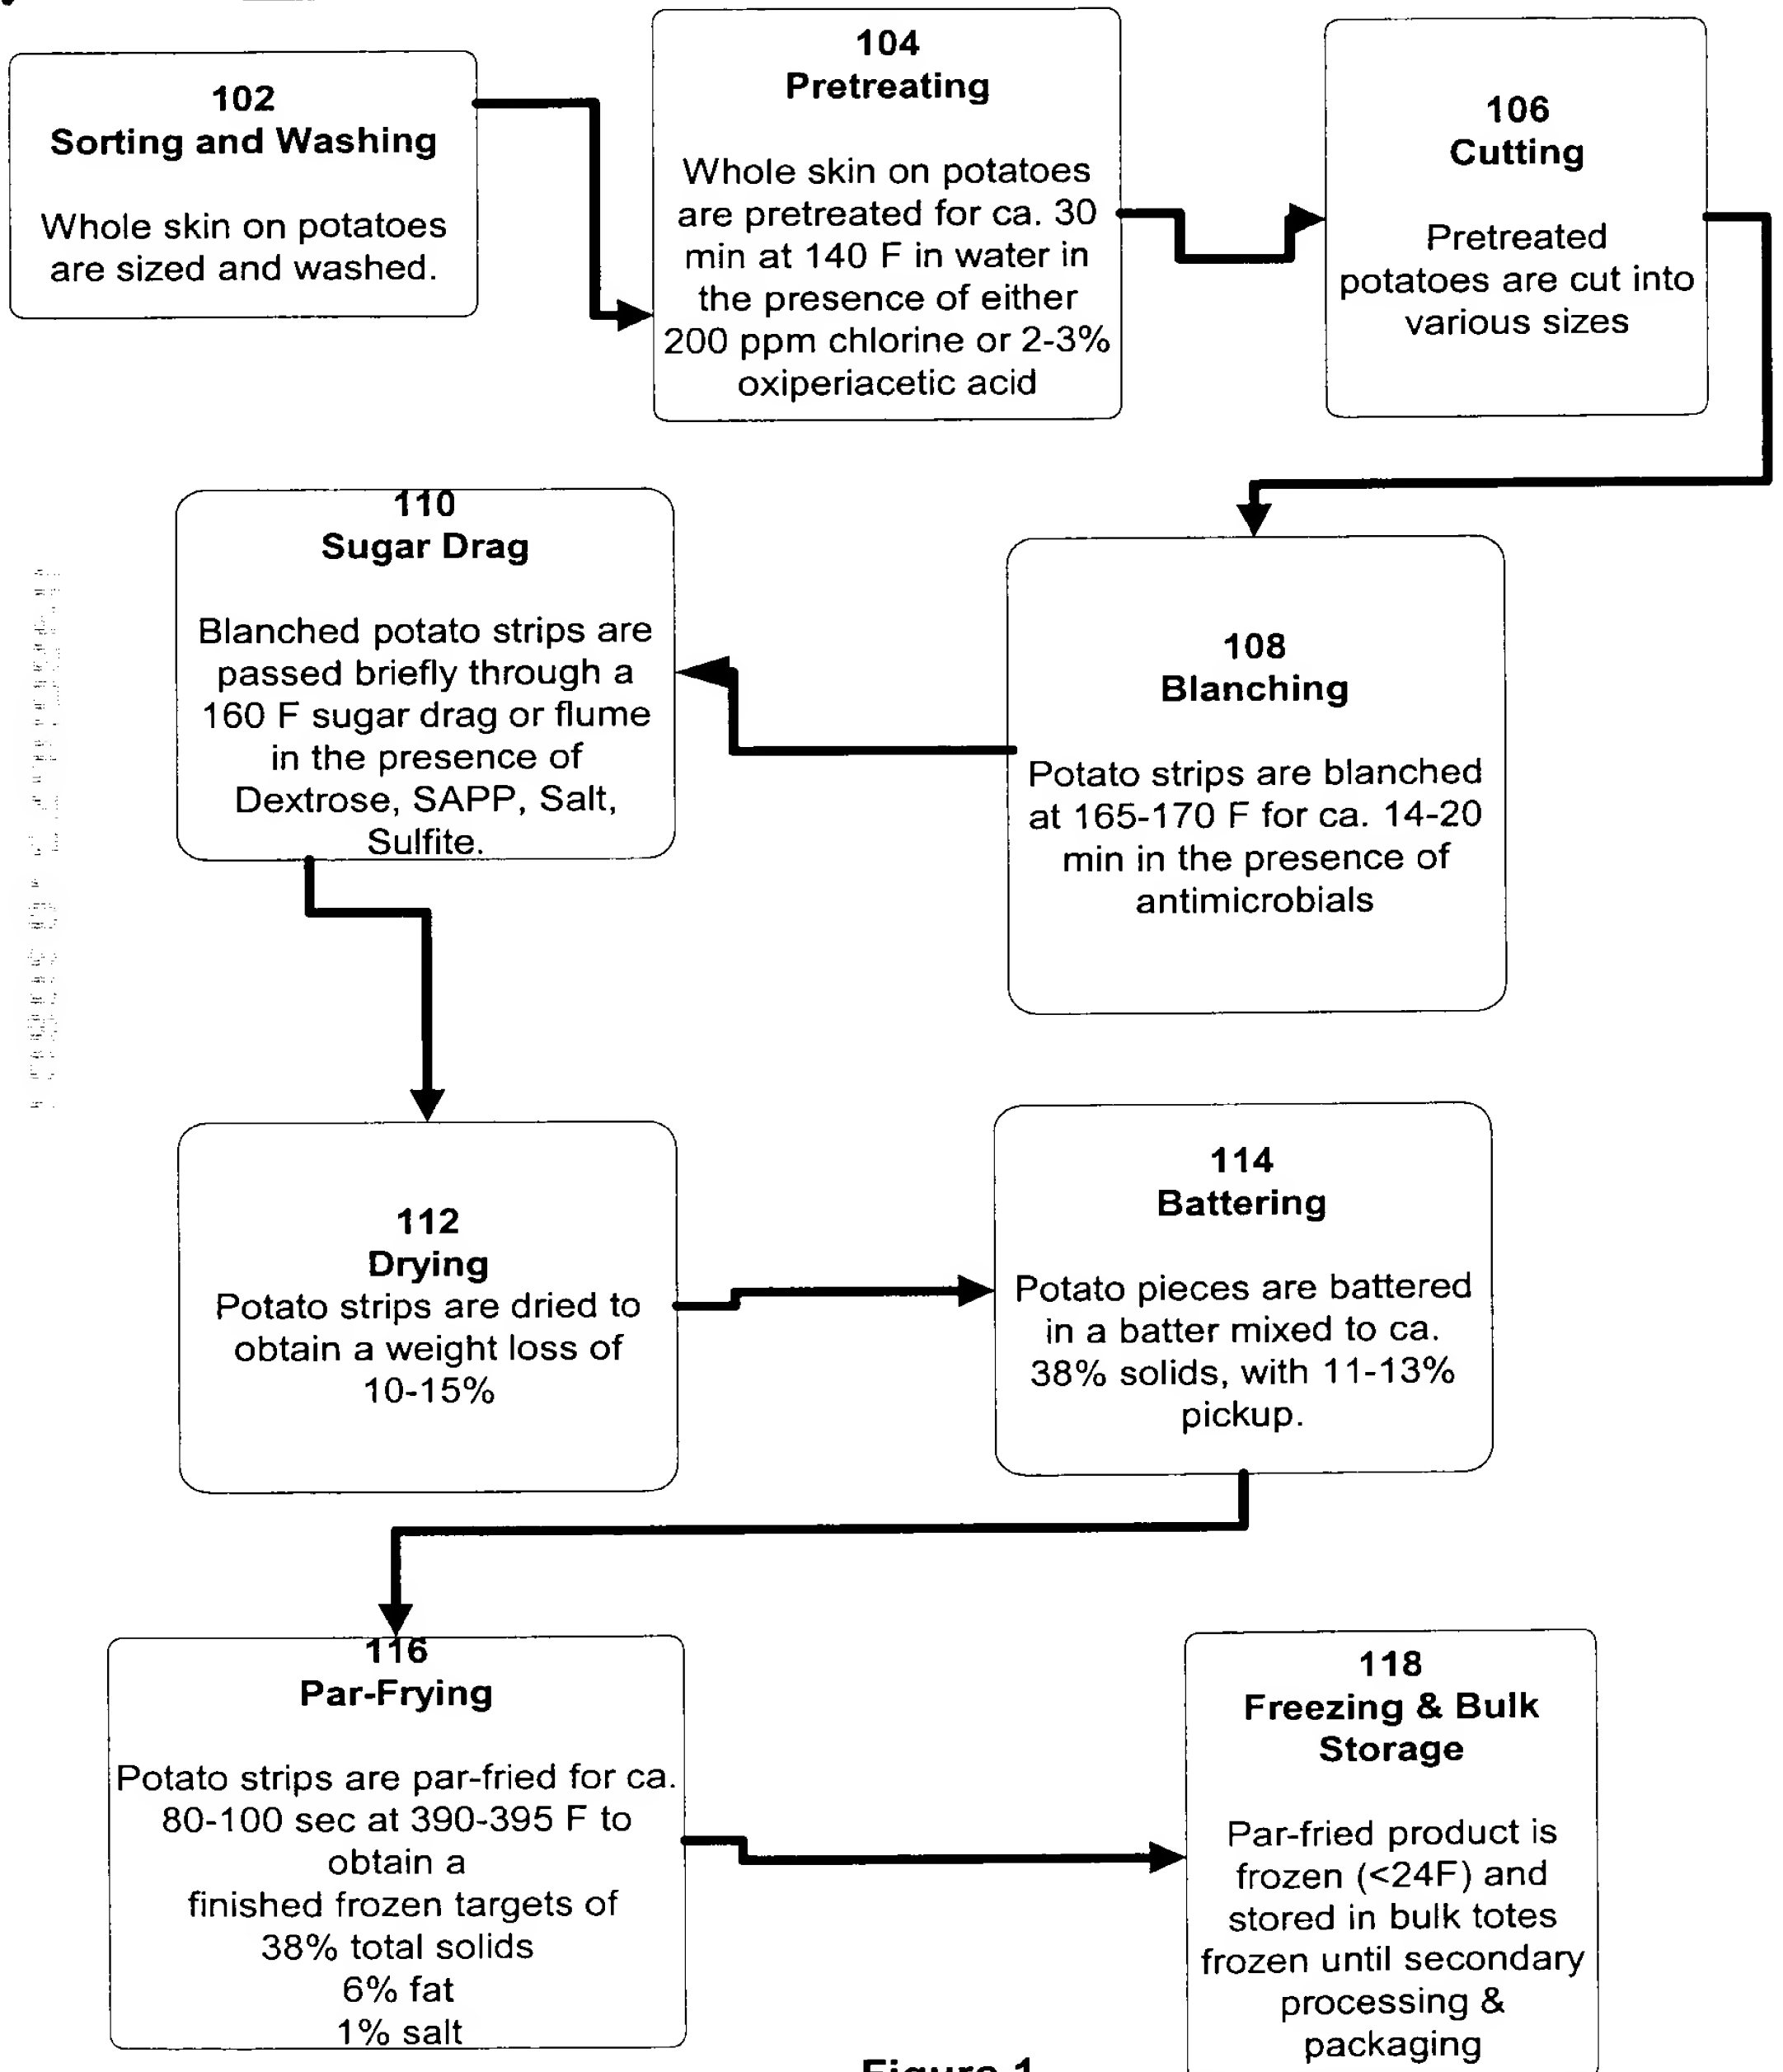 102
Sorting and Washing
Whole skin on potatoes
are sized and washed.
104
Pretreating
Whole skin on potatoes
are pretreated for ca. 30
min at 140 F in water in
the presence of either
200 ppm chlorine or 2-3%
oxiperiacetic acid
106
Cutting
Pretreated
potatoes are cut into
various sizes
108
Blanching
Potato strips are blanched
at 165-170 F for ca. 14-20
min in the presence of
antimicrobials
110
Sugar Drag
Blanched potato strips are
passed briefly through a
160 F sugar drag or flume
in the presence of
Dextrose, SAPP, Salt,
Sulfite.
112
Drying
Potato strips are dried to
obtain a weight loss of
10-15%
114
Battering
Potato pieces are battered
in a batter mixed to ca.
38% solids, with 11-13%
pickup.
116
Par-Frying
Potato strips are par-fried for ca.
80-100 sec at 390-395 F to
obtain a
finished frozen targets of
38% total solids
6% fat
1% salt
118
Freezing & Bulk
Storage
Par-fried product is
frozen (<24F) and
stored in bulk totes
frozen until secondary
processing &
packaging
Figure 1